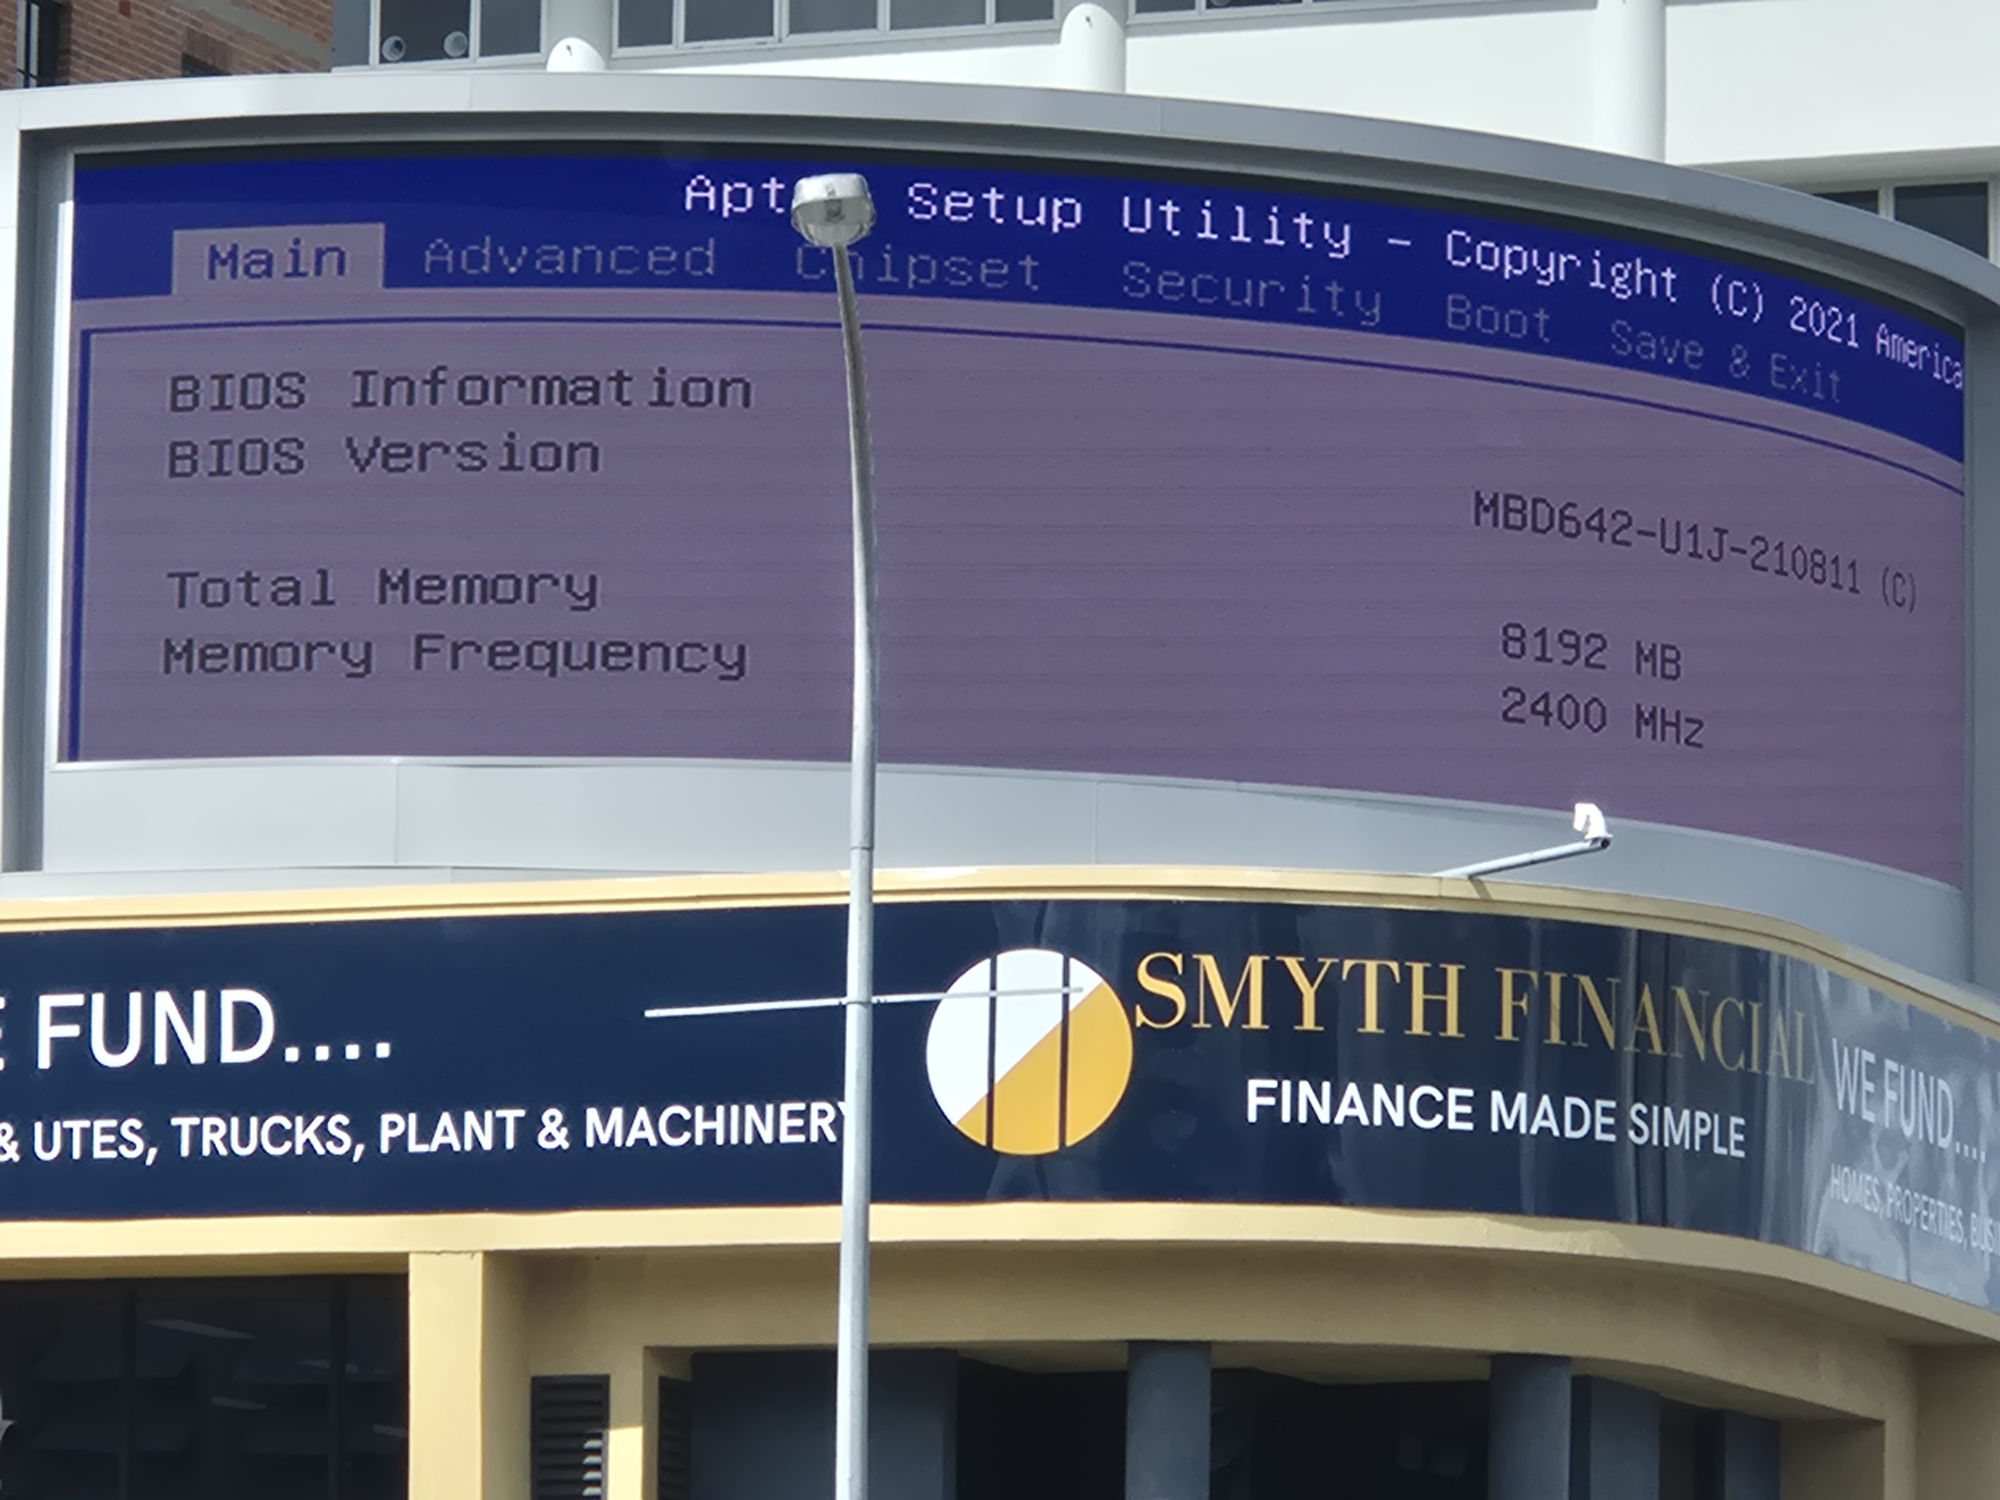 Setup Utility - Copyright (C) 2021 America
Main Advanced Chipset Security Boot Save & Exit
BIOS Information
BIOS Version MBD642-U1J-210811 (C)
Total Memory 8192 MB
Memory Frequency 2400 MHz
FUND....
& UTES, TRUCKS, PLANT & MACHINERY
SMYTH FINANCIAL
FINANCE MADE SIMPLE
WE FUND....
HOMES, PROPERTIES,